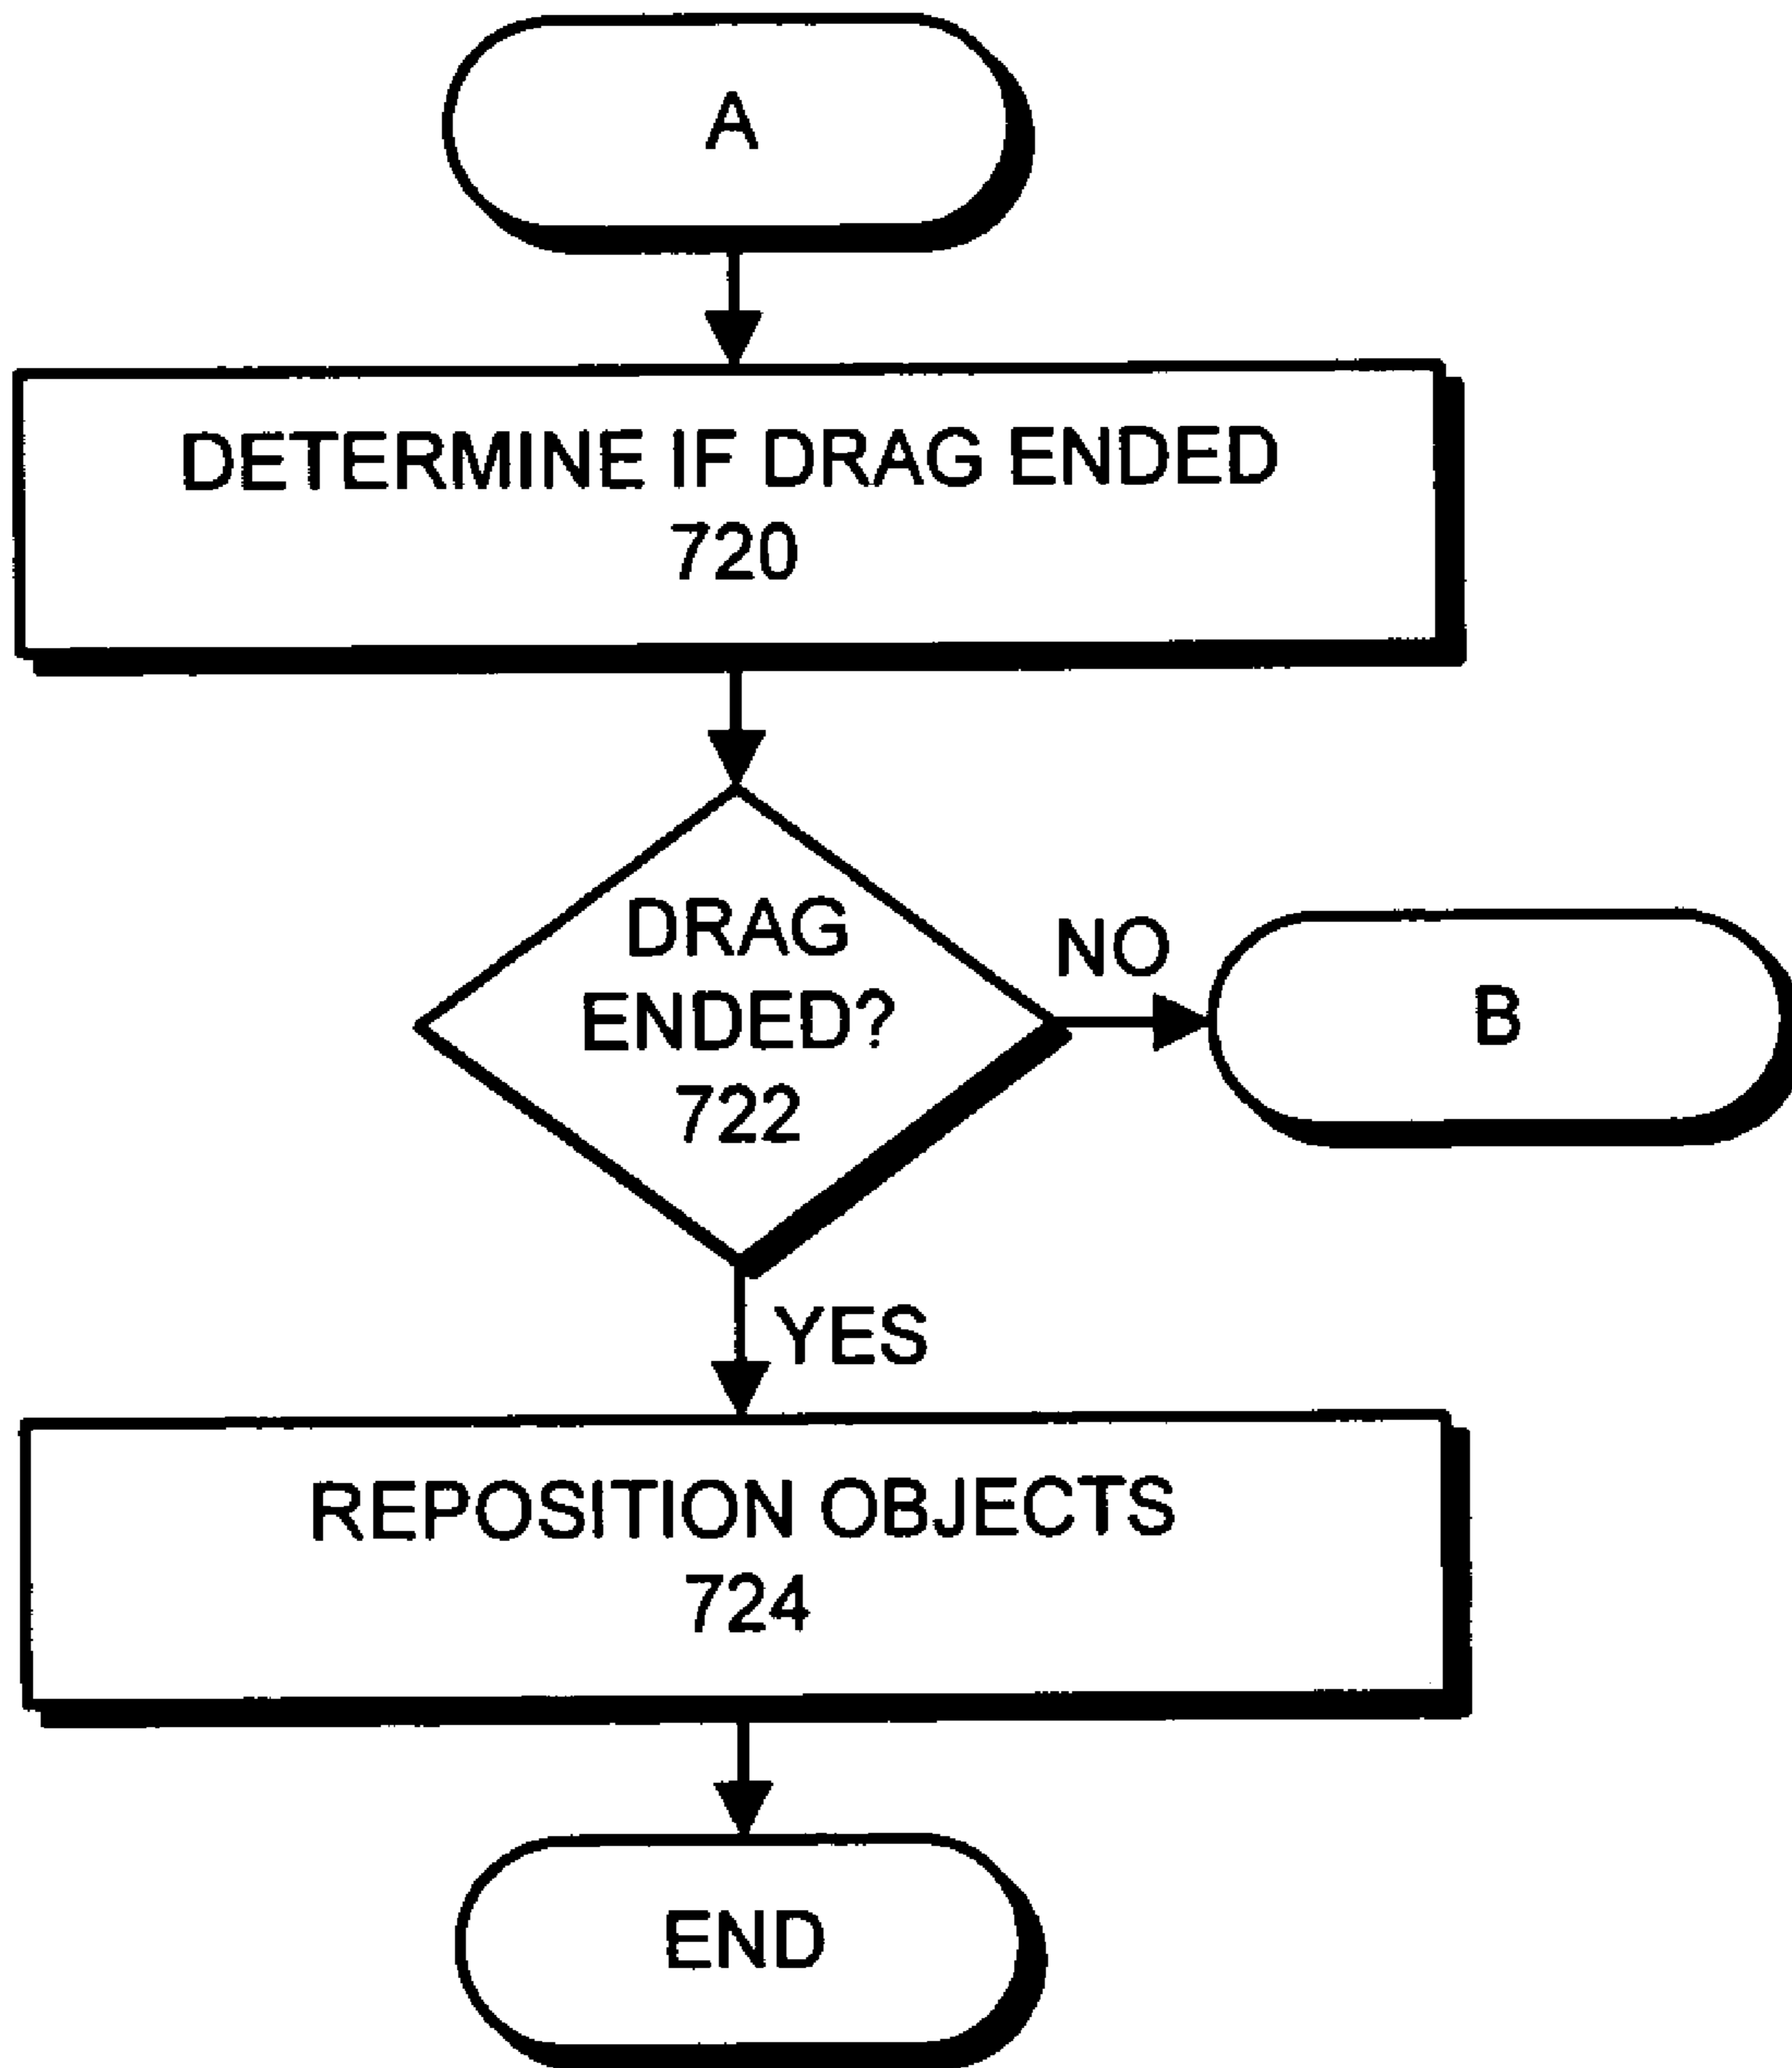 A
DETERMINE IF DRAG ENDED
720
DRAG
ENDED?
722
NO
B
YES
REPOSITION OBJECTS
724
END